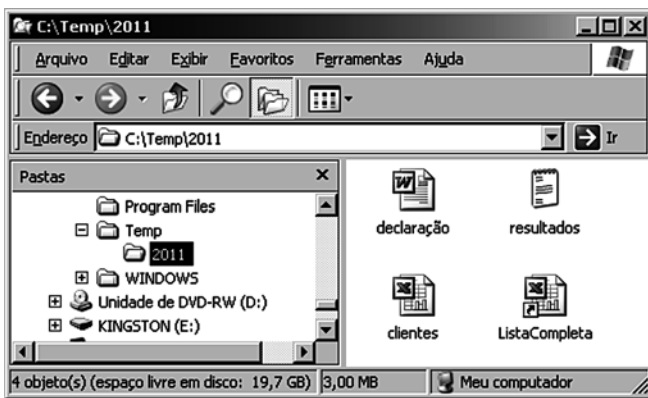 C:\Temp\2011
Arquivo Editar Exibir Favoritos Ferramentas Ajuda
Endereço C:\Temp\2011 Ir
Pastas
Program Files
Temp
2011
WINDOWS
Unidade de DVD-RW (D:)
KINGSTON (E:)
declaração resultados
clientes ListaCompleta
4 objeto(s) (espaço livre em disco: 19,7 GB) 3,00 MB Meu computador